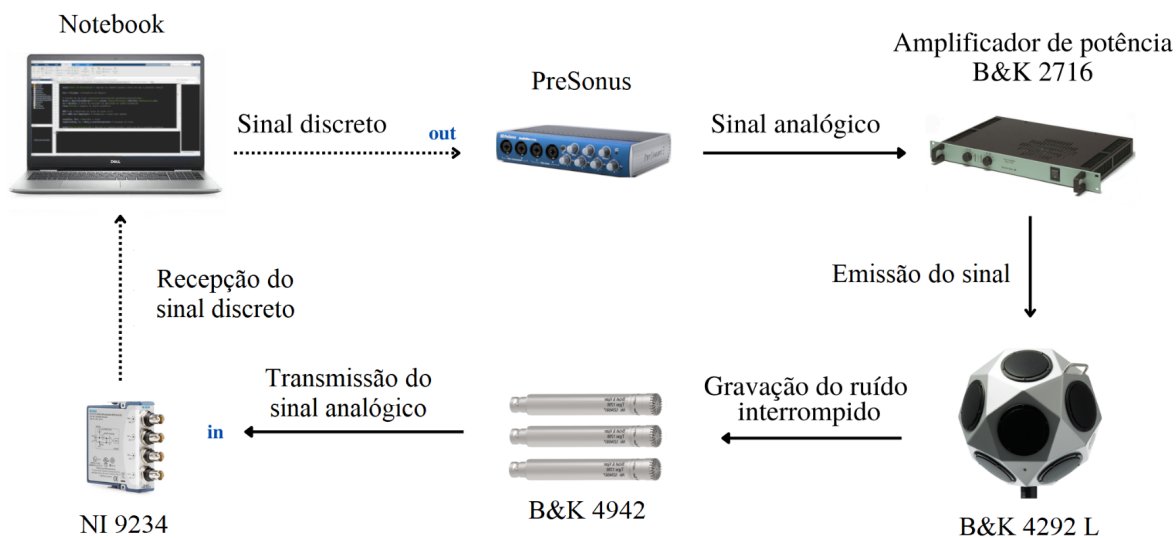 Notebook
Amplificador de potência
B&K 2716
PreSonus
Sinal discreto
out
Sinal analógico
DELL
Emissão do sinal
Recepção do
sinal discreto
Transmissão do
sinal analógico
Gravação do ruído
interrompido
in
NI 9234
B&K 4942
B&K 4292 L